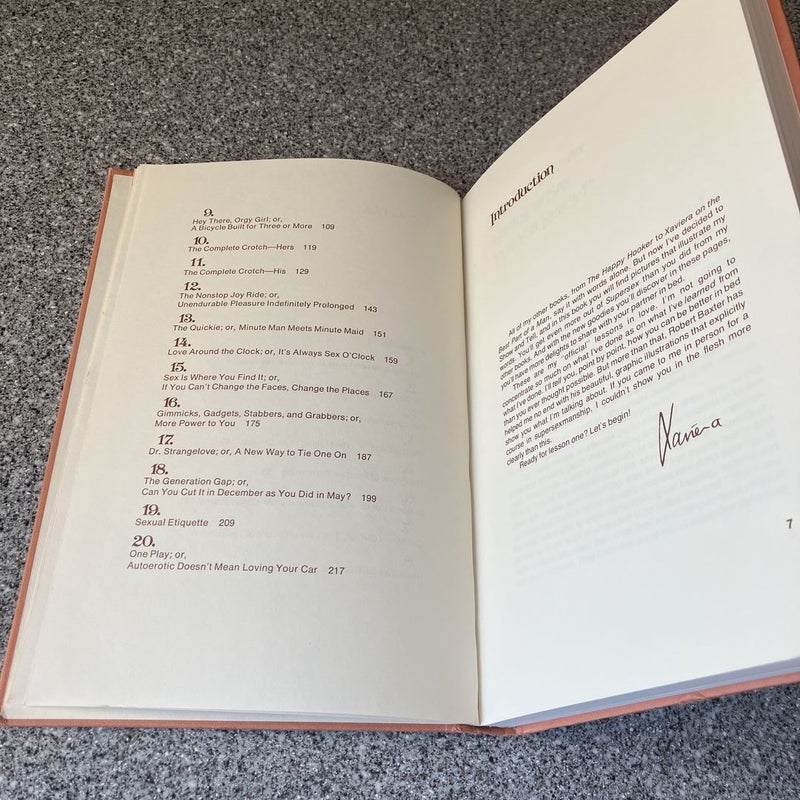 9.
Hey There, Orgy Girl; or,
A Bicycle Built for Three or More 109
10.
The Complete Crotch—Hers 119
11.
The Complete Crotch—His 129
12.
The Nonstop Joy Ride; or,
Unendurable Pleasure Indefinitely Prolonged 143
13.
The Quickie; or, Minute Man Meets Minute Maid 151
14.
Love Around the Clock; or, It's Always Sex O'Clock 159
15.
Sex Is Where You Find It; or,
If You Can't Change the Faces, Change the Places 167
16.
Gimmicks, Gadgets, Stabbers, and Grabbers; or,
More Power to You 175
17.
Dr. Strangelove; or, A New Way to Tie One On 187
18.
The Generation Gap; or,
Can You Cut It in December as You Did in May? 199
19.
Sexual Etiquette 209
20.
One Play; or,
Autoerotic Doesn't Mean Loving Your Car 217
Introduction
All of my other books, from The Happy Hooker to Xaviera on the
Best Part of a Man, say it with words alone. But now I've decided to
Show and Tell, and in this book you will find pictures that illustrate my
words. You'll get even more out of Supersex than you did from my
other books. And with the new goodies you'll discover in these pages,
you'll have more delights to share with your partner in bed.
These are my "official" lessons in love. I'm not going to
concentrate so much on what I've done as on what I've learned from
what I've done. I'll tell you, point by point, how you can be better in bed
than you ever thought possible. But more than that, Robert Baxter has
helped me no end with his beautiful, graphic illustrations that explicitly
show you what I'm talking about. If you came to me in person for a
course in supersexmanship, I couldn't show you in the flesh more
clearly than this.
Ready for lesson one? Let's begin!
Xaviera
7